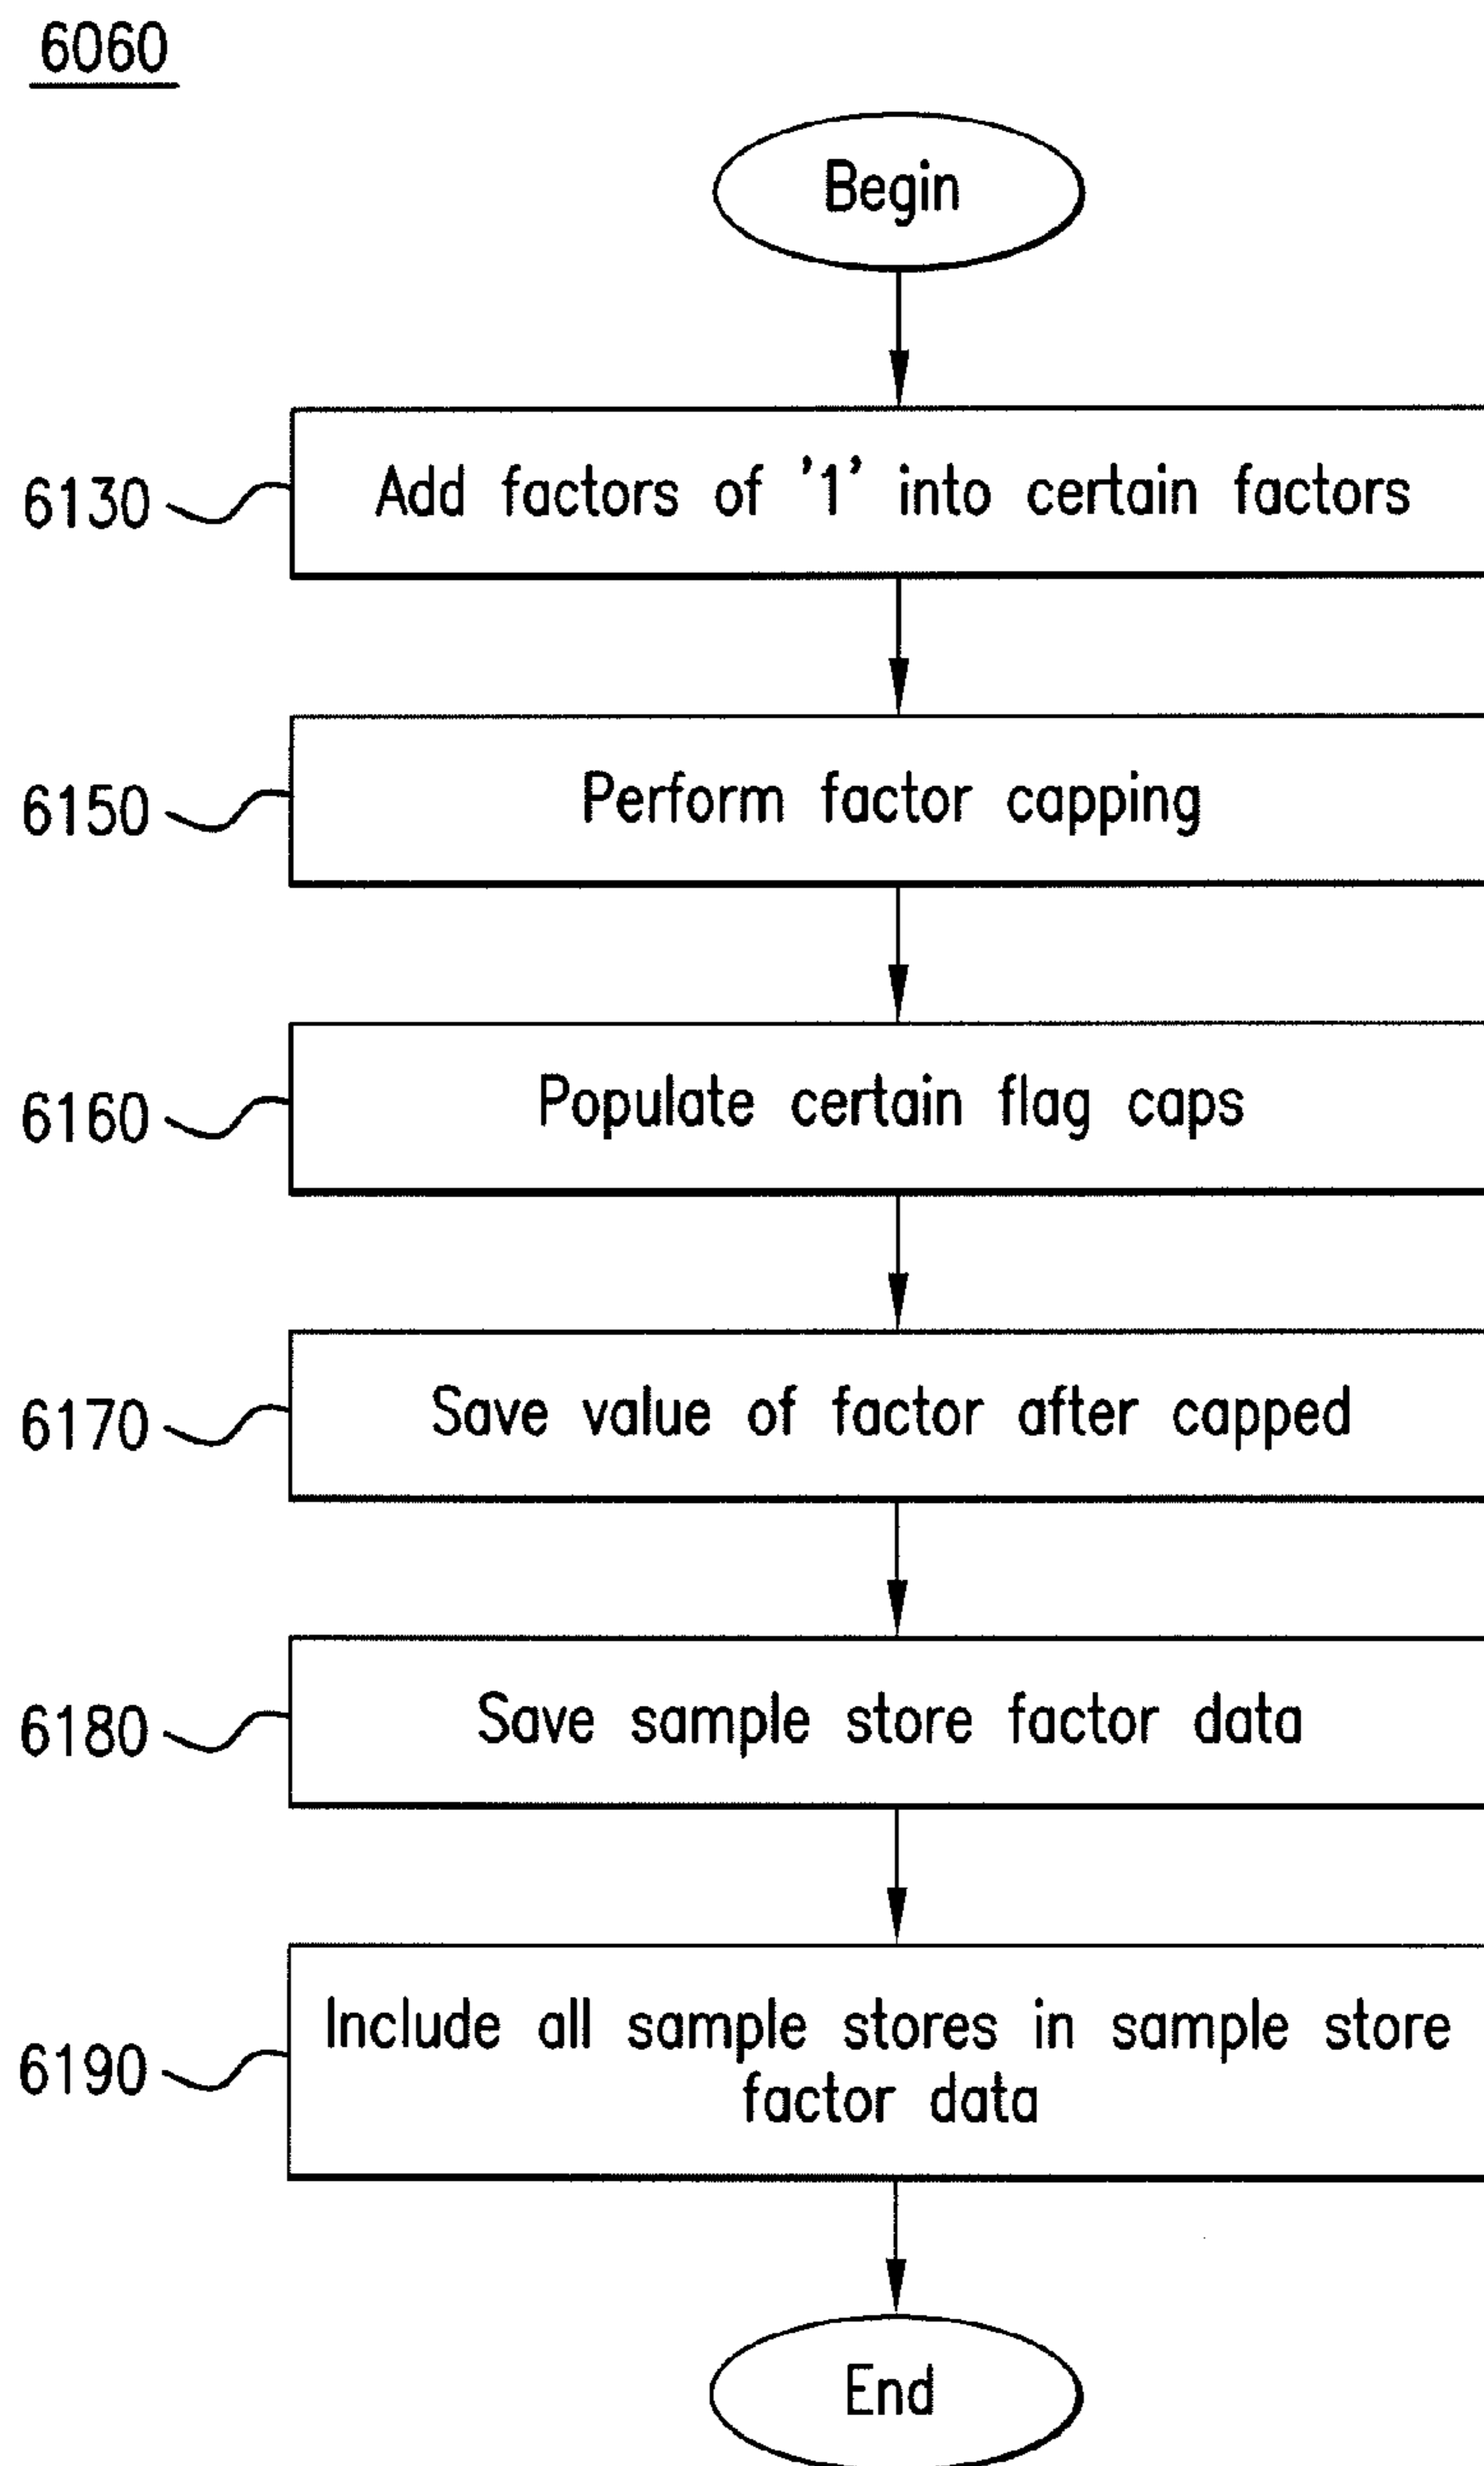 6060
Begin
6130
Add factors of '1' into certain factors
6150
Perform factor capping
6160
Populate certain flag caps
6170
Save value of factor after capped
6180
Save sample store factor data
6190
Include all sample stores in sample store
factor data
End